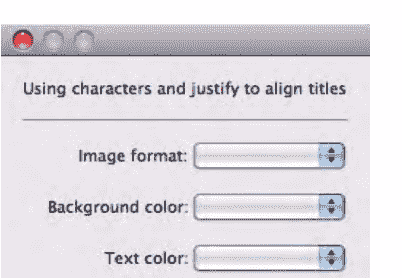 Using characters and justify to align titles
Image format:
Background color:
Text color: